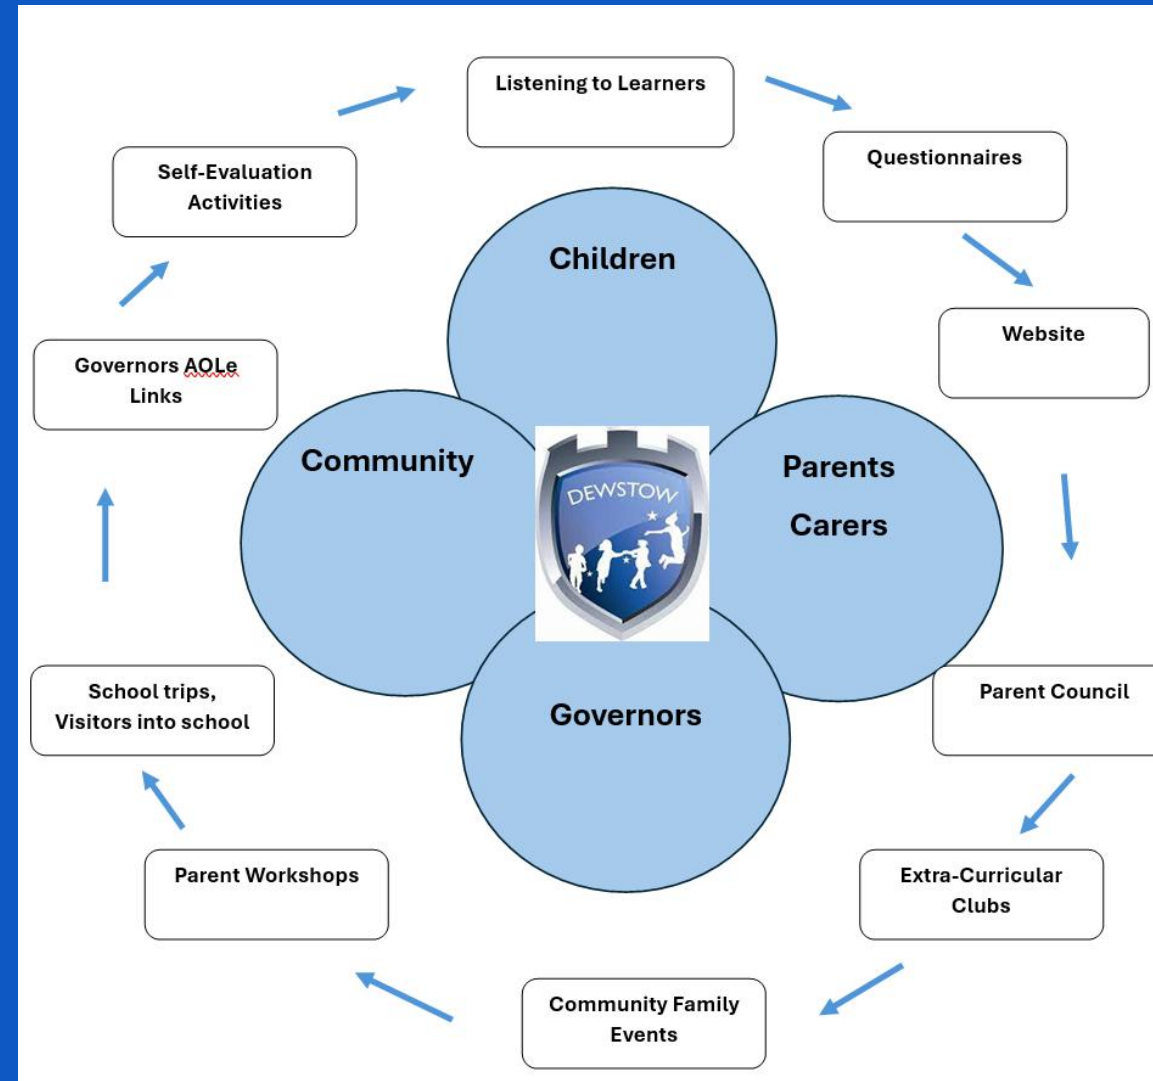 Listening to Learners
Questionnaires
Self-Evaluation
Activities
Children
Website
Governors AOLe
Links
Community
Parents
Carers
DEWSTOW
School trips,
Visitors into school
Governors
Parent Council
Parent Workshops
Extra-Curricular
Clubs
Community Family
Events